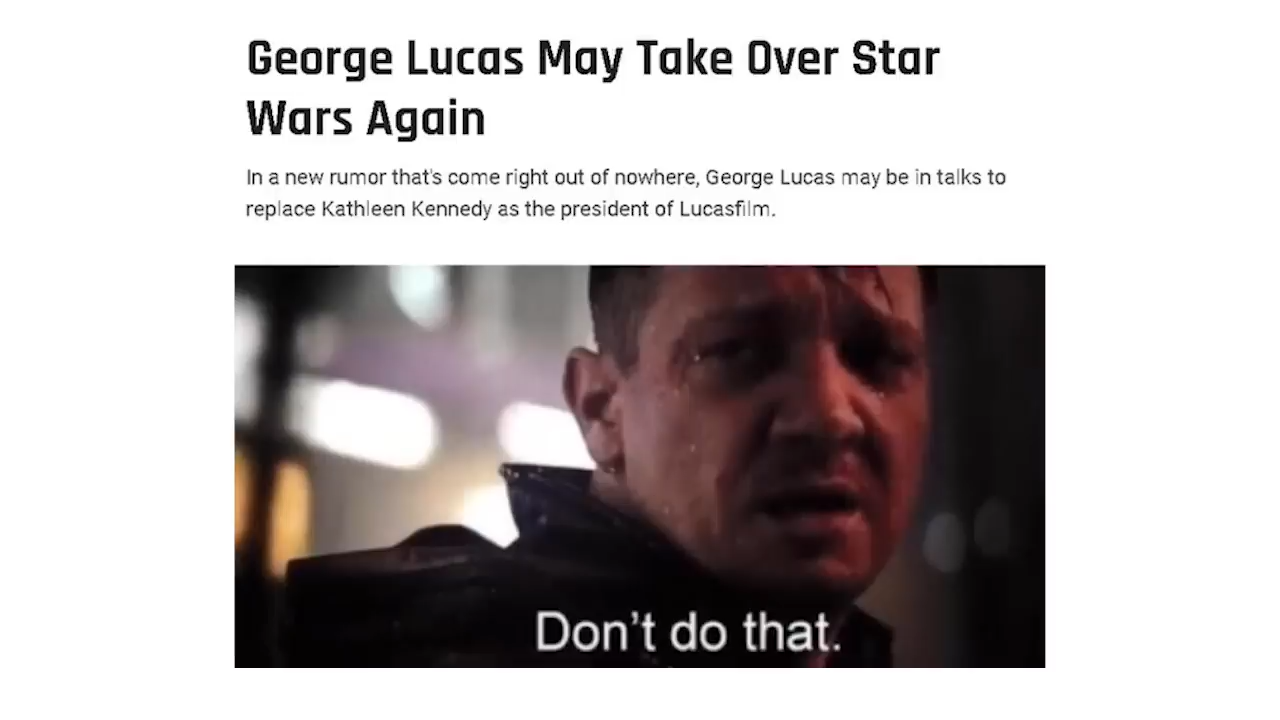 George Lucas May Take Over Star
Wars Again
In a new rumor that's come right out of nowhere, George Lucas may be in talks to
replace Kathleen Kennedy as the president of Lucasfilm.
Don't do that.